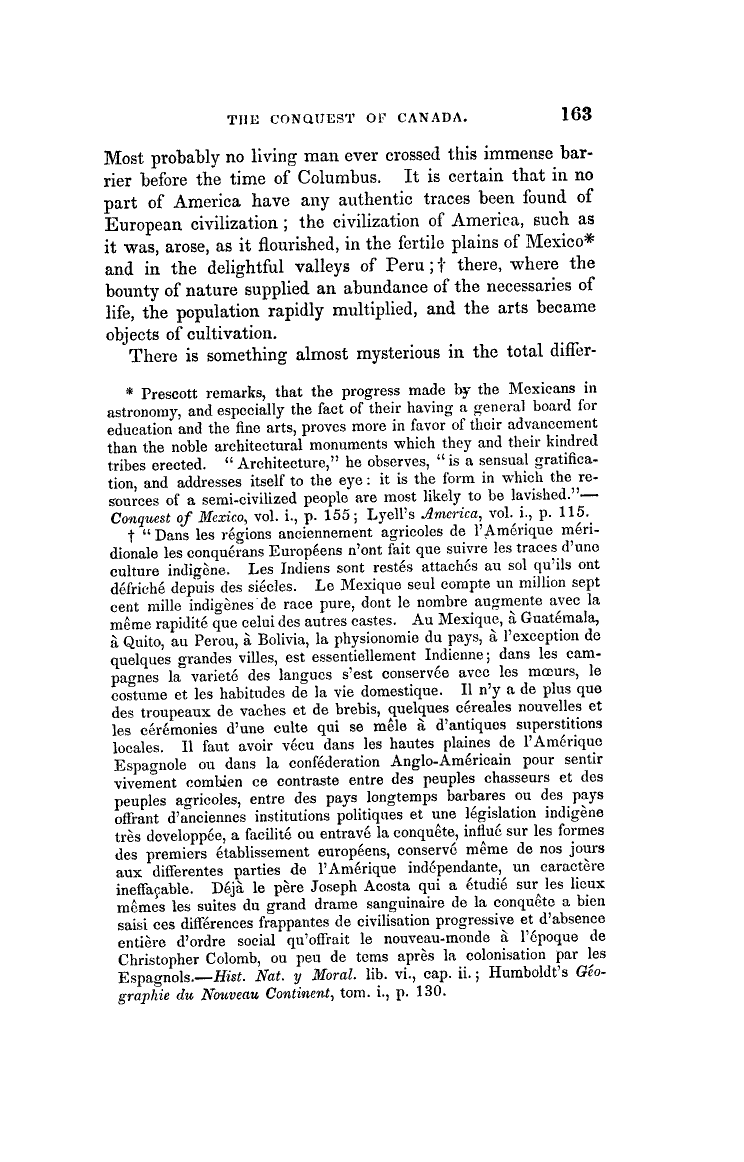 THE CONQUEST OF CANADA. 163
Most probably no living man ever crossed this immense bar-
rier before the time of Columbus. It is certain that in no
part of America have any authentic traces been found of
European civilization ; the civilization of America, such as
it was, arose, as it flourished, in the fertile plains of Mexico*
and in the delightful valleys of Peru ;† there, where the
bounty of nature supplied an abundance of the necessaries of
life, the population rapidly multiplied, and the arts became
objects of cultivation.
There is something almost mysterious in the total differ-
* Prescott remarks, that the progress made by the Mexicans in
astronomy, and especially the fact of their having a general board for
education and the fine arts, proves more in favor of their advancement
than the noble architectural monuments which they and their kindred
tribes erected. “ Architecture,” he observes, “ is a sensual gratifica-
tion, and addresses itself to the eye : it is the form in which the re-
sources of a semi-civilized people are most likely to be lavished.”—
Conquest of Mexico, vol. i., p. 155 ; Lyell's America, vol. i., p. 115.
† “ Dans les régions anciennement agricoles de l'Amérique méri-
dionale les conquérans Européens n'ont fait que suivre les traces d'une
culture indigène. Les Indiens sont restés attachés au sol qu'ils ont
défriché depuis des siécles. Le Mexique seul compte un million sept
cent mille indigènes de race pure, dont le nombre augmente avec la
même rapidité que celui des autres castes. Au Mexique, à Guatémala,
à Quito, au Perou, à Bolivia, la physionomie du pays, à l'exception de
quelques grandes villes, est essentiellement Indienne ; dans les cam-
pagnes la varieté des langues s'est conservée avec les mœurs, le
costume et les habitudes de la vie domestique. Il n'y a de plus que
des troupeaux de vaches et de brebis, quelques céreales nouvelles et
les cérémonies d'une culte qui se mêle à d'antiques superstitions
locales. Il faut avoir vécu dans les hautes plaines de l'Amérique
Espagnole ou dans la conféderation Anglo-Américain pour sentir
vivement combien ce contraste entre des peuples chasseurs et des
peuples agricoles, entre des pays longtemps barbares ou des pays
offrant d'anciennes institutions politiques et une législation indigène
très developpée, a facilité ou entravé la conquête, influé sur les formes
des premiers établissement européens, conservé même de nos jours
aux differentes parties de l'Amérique indépendante, un caractère
ineffaçable. Déjà le père Joseph Acosta qui a étudié sur les lieux
mêmes les suites du grand drame sanguinaire de la conquête a bien
saisi ces différences frappantes de civilisation progressive et d'absence
entière d'ordre social qu'offrait le nouveau-monde à l'époque de
Christopher Colomb, ou peu de tems après la colonisation par les
Espagnols.—Hist. Nat. y Moral. lib. vi., cap. ii. ; Humboldt's Géo-
graphie du Nouveau Continent, tom. i., p. 130.